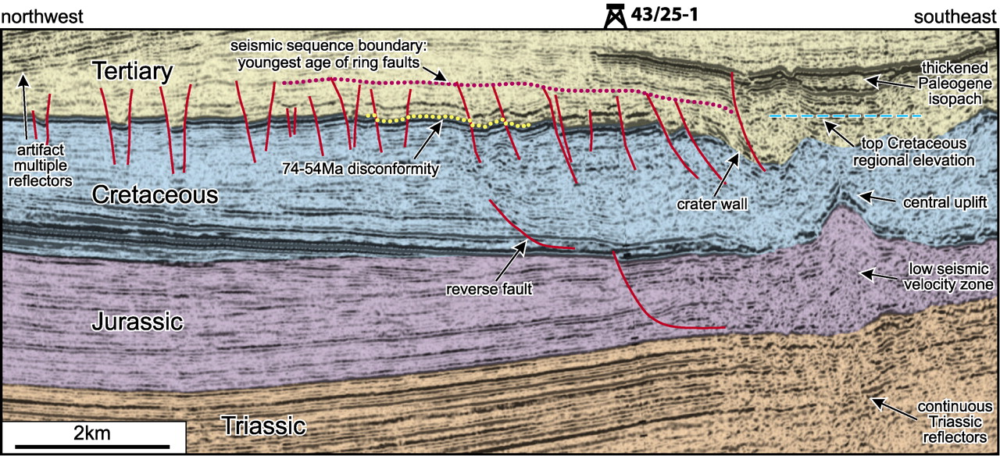 northwest
43/25-1
southeast
seismic sequence boundary:
youngest age of ring faults
Tertiary
thickened
Paleogene
isopach
artifact
multiple
reflectors
74-54Ma disconformity
top Cretaceous
regional elevation
Cretaceous
crater wall
central uplift
reverse fault
low seismic
velocity zone
Jurassic
continuous
Triassic
reflectors
Triassic
2km